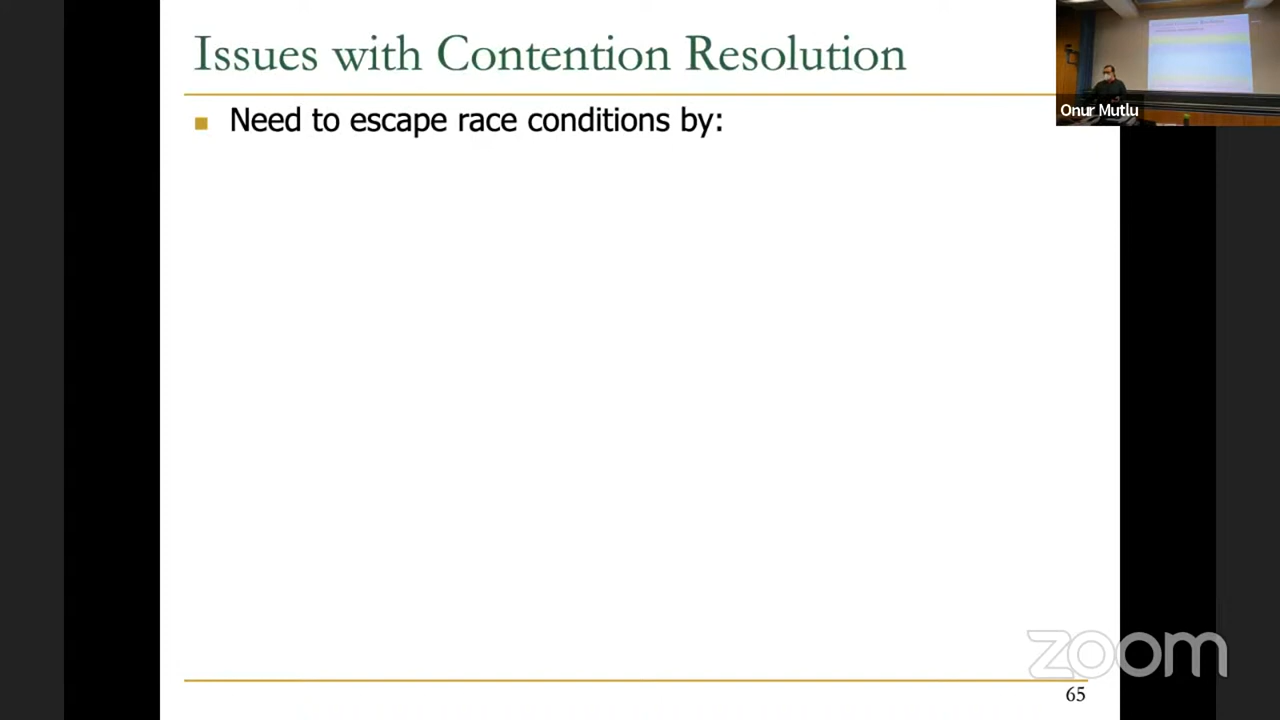 Issues with Contention Resolution
Need to escape race conditions by:
Onur Mutlu
zoom
65